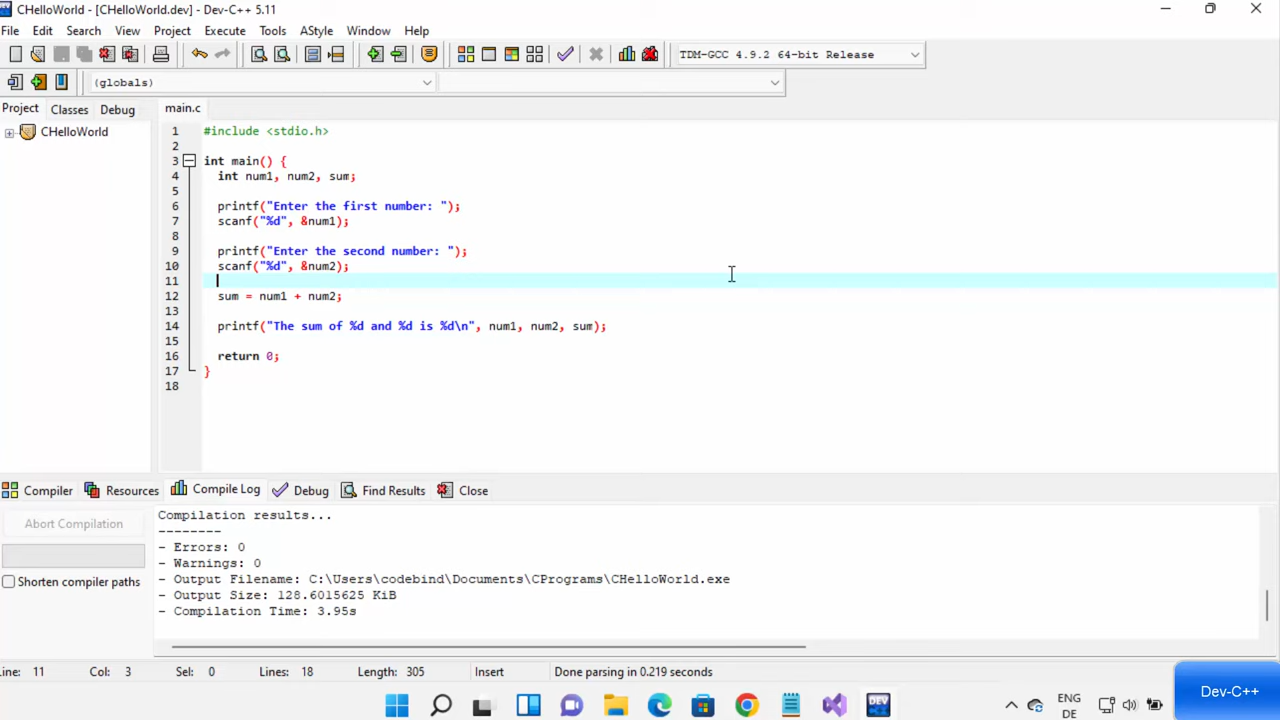 CHelloWorld - [CHelloWorld.dev] - Dev-C++ 5.11
File Edit Search View Project Execute Tools AStyle Window Help
TDM-GCC 4.9.2 64-bit Release
(globals)
Project Classes Debug main.c
CHelloWorld
1 #include <stdio.h>
2
3 int main() {
4 int num1, num2, sum;
5
6 printf("Enter the first number: ");
7 scanf("%d", &num1);
8
9 printf("Enter the second number: ");
10 scanf("%d", &num2);
11
12 sum = num1 + num2;
13
14 printf("The sum of %d and %d is %d\n", num1, num2, sum);
15
16 return 0;
17 }
18
Compiler Resources Compile Log Debug Find Results Close
Abort Compilation
Shorten compiler paths
Compilation results...
--------
- Errors: 0
- Warnings: 0
- Output Filename: C:\Users\codebind\Documents\CPrograms\CHelloWorld.exe
- Output Size: 128.6015625 KiB
- Compilation Time: 3.95s
Line: 11 Col: 3 Sel: 0 Lines: 18 Length: 305 Insert Done parsing in 0.219 seconds
DEV
ENG
DE
Dev-C++